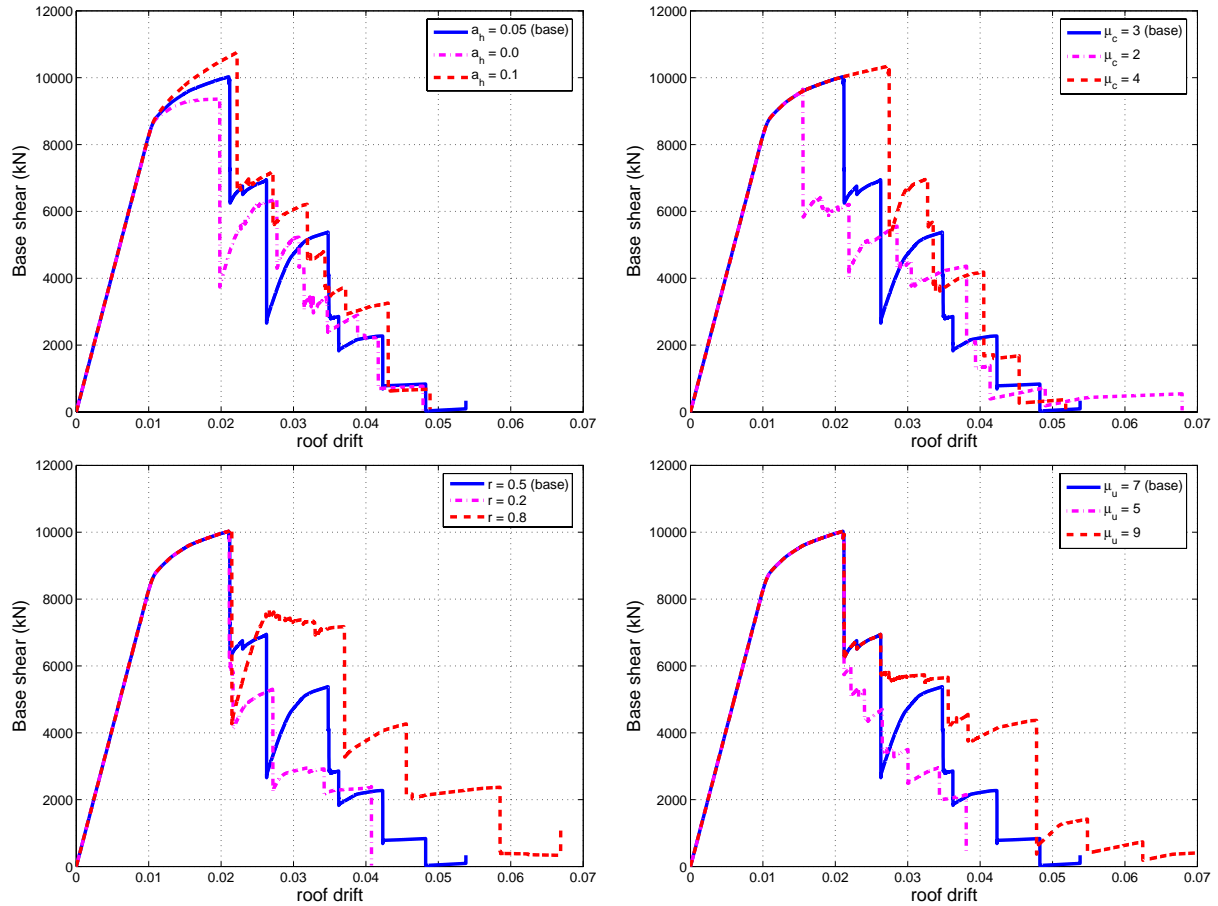 12000
10000
8000
6000
4000
2000
0
Base shear (kN)
0 0.01 0.02 0.03 0.04 0.05 0.06 0.07
roof drift
a_h = 0.05 (base)
a_h = 0.0
a_h = 0.1
12000
10000
8000
6000
4000
2000
0
Base shear (kN)
0 0.01 0.02 0.03 0.04 0.05 0.06 0.07
roof drift
μ_c = 3 (base)
μ_c = 2
μ_c = 4
12000
10000
8000
6000
4000
2000
0
Base shear (kN)
0 0.01 0.02 0.03 0.04 0.05 0.06 0.07
roof drift
r = 0.5 (base)
r = 0.2
r = 0.8
12000
10000
8000
6000
4000
2000
0
Base shear (kN)
0 0.01 0.02 0.03 0.04 0.05 0.06 0.07
roof drift
μ_u = 7 (base)
μ_u = 5
μ_u = 9